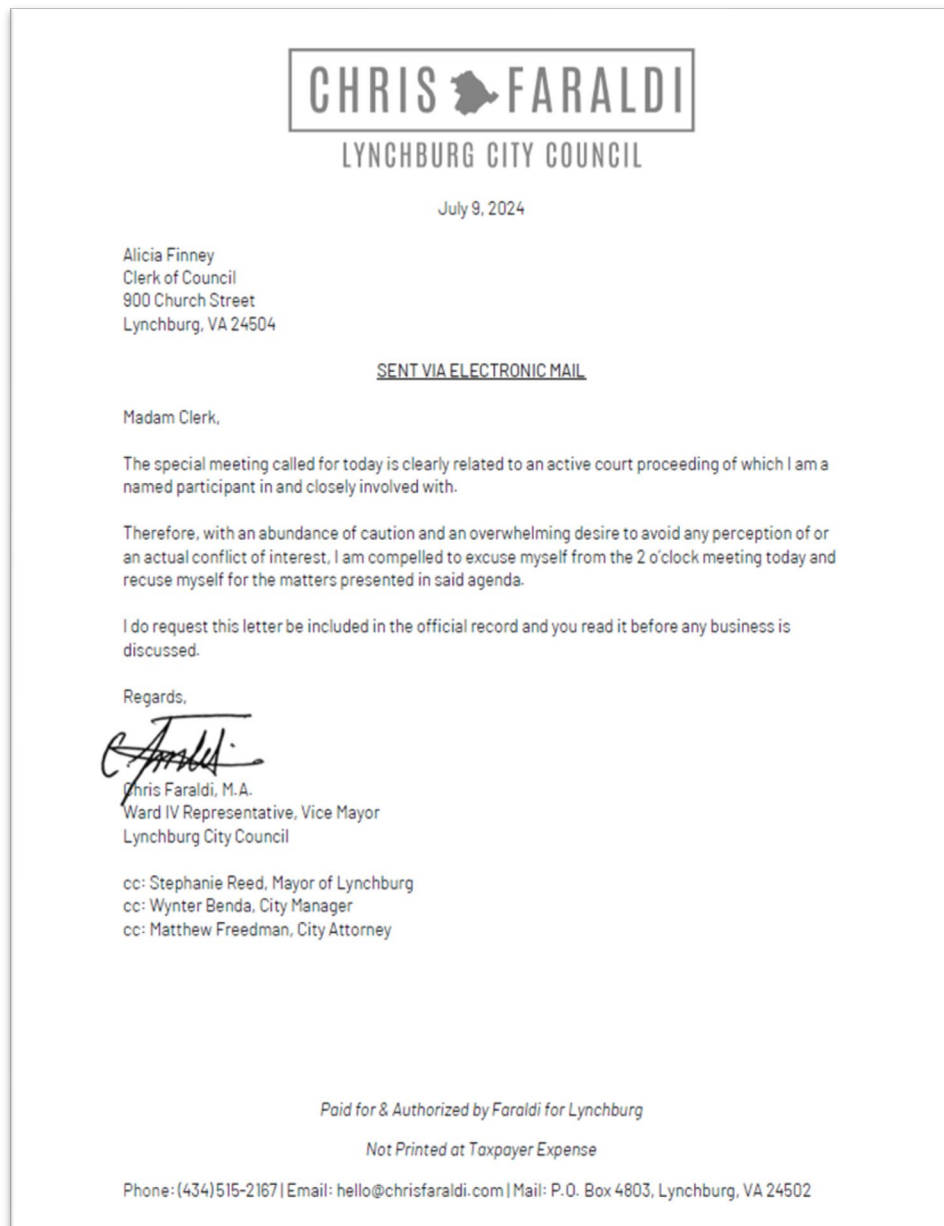 CHRIS FARALDI
LYNCHBURG CITY COUNCIL
July 9, 2024
Alicia Finney
Clerk of Council
900 Church Street
Lynchburg, VA 24504
SENT VIA ELECTRONIC MAIL
Madam Clerk,
The special meeting called for today is clearly related to an active court proceeding of which I am a
named participant in and closely involved with.
Therefore, with an abundance of caution and an overwhelming desire to avoid any perception of or
an actual conflict of interest, I am compelled to excuse myself from the 2 o'clock meeting today and
recuse myself for the matters presented in said agenda.
I do request this letter be included in the official record and you read it before any business is
discussed.
Regards,
Chris Faraldi, M.A.
Ward IV Representative, Vice Mayor
Lynchburg City Council
cc: Stephanie Reed, Mayor of Lynchburg
cc: Wynter Benda, City Manager
cc: Matthew Freedman, City Attorney
Paid for & Authorized by Faraldi for Lynchburg
Not Printed at Taxpayer Expense
Phone: (434) 515-2167 | Email: hello@chrisfaraldi.com | Mail: P.O. Box 4803, Lynchburg, VA 24502